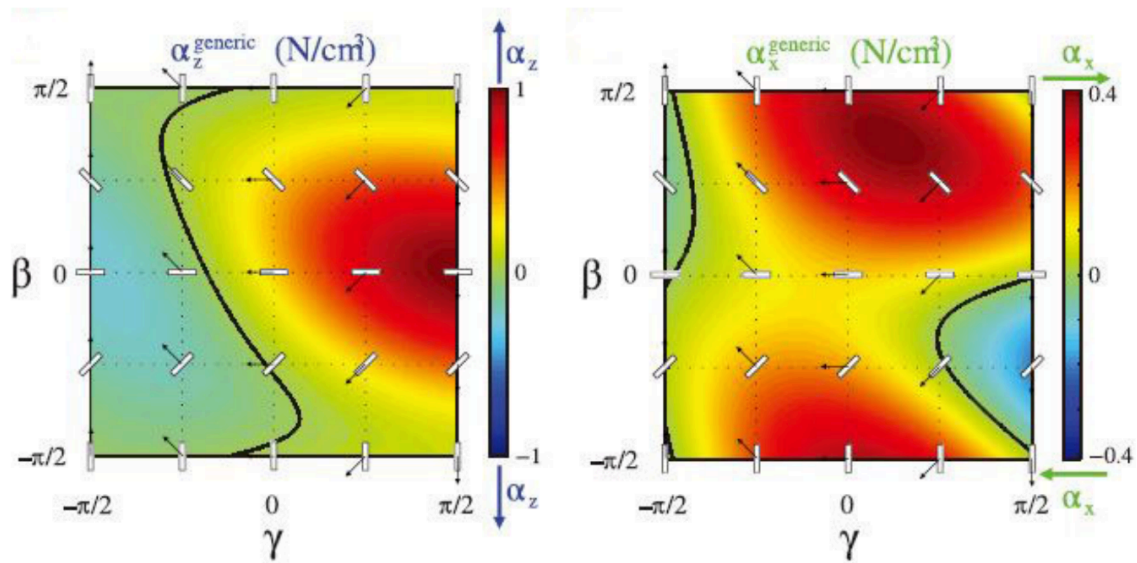 α_z^generic (N/cm³)
α_z
π/2
β 0
−π/2
−π/2 0 π/2
γ
1
0
−1
α_z
α_x^generic (N/cm³)
α_x
π/2
β 0
−π/2
−π/2 0 π/2
γ
0.4
0
−0.4
α_x